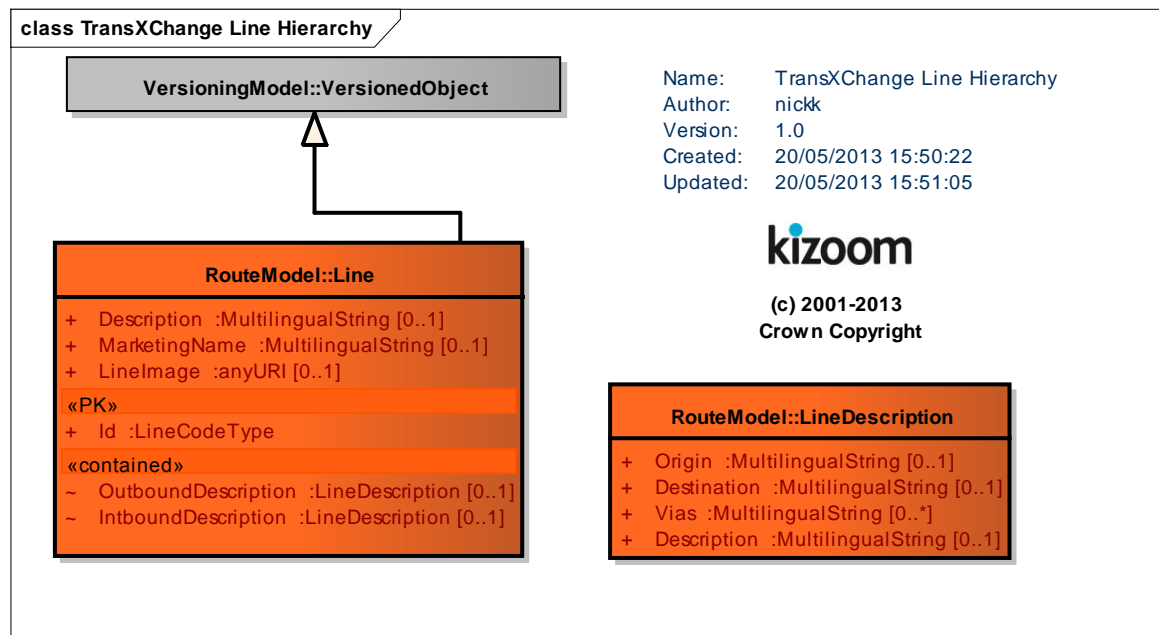 class TransXChange Line Hierarchy
VersioningModel::VersionedObject
Name: TransXChange Line Hierarchy
Author: nickk
Version: 1.0
Created: 20/05/2013 15:50:22
Updated: 20/05/2013 15:51:05
kizoom
(c) 2001-2013
Crown Copyright
RouteModel::Line
+ Description :MultilingualString [0..1]
+ MarketingName :MultilingualString [0..1]
+ LineImage :anyURI [0..1]
«PK»
+ Id :LineCodeType
«contained»
~ OutboundDescription :LineDescription [0..1]
~ IntboundDescription :LineDescription [0..1]
RouteModel::LineDescription
+ Origin :MultilingualString [0..1]
+ Destination :MultilingualString [0..1]
+ Vias :MultilingualString [0..*]
+ Description :MultilingualString [0..1]